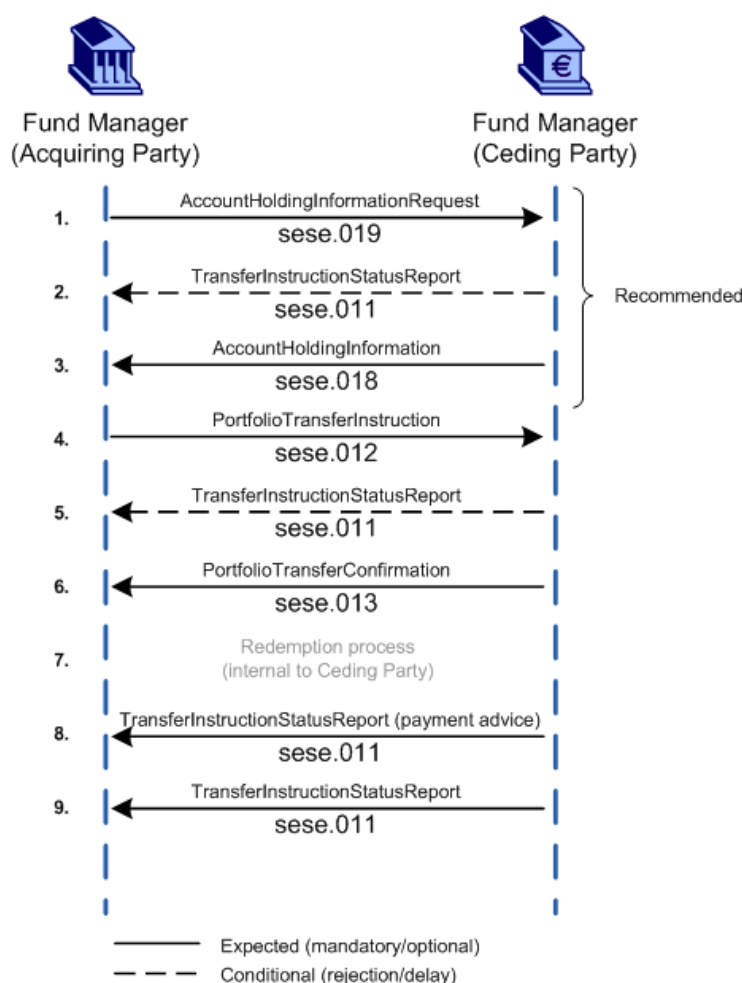 €
Fund Manager
(Acquiring Party)
Fund Manager
(Ceding Party)
1.
AccountHoldingInformationRequest
sese.019
2.
TransferInstructionStatusReport
sese.011
Recommended
3.
AccountHoldingInformation
sese.018
4.
PortfolioTransferInstruction
sese.012
5.
TransferInstructionStatusReport
sese.011
6.
PortfolioTransferConfirmation
sese.013
7.
Redemption process
(internal to Ceding Party)
8.
TransferInstructionStatusReport (payment advice)
sese.011
9.
TransferInstructionStatusReport
sese.011
Expected (mandatory/optional)
Conditional (rejection/delay)